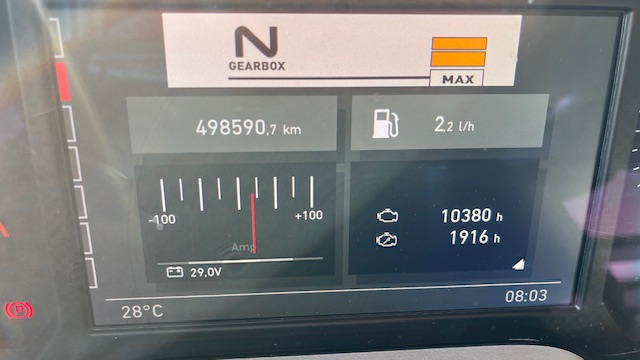 N
GEARBOX
MAX
498590,7 km
2,2 l/h
-100
+100
Amp
29,0V
10380 h
1916 h
28°C
08:03
P